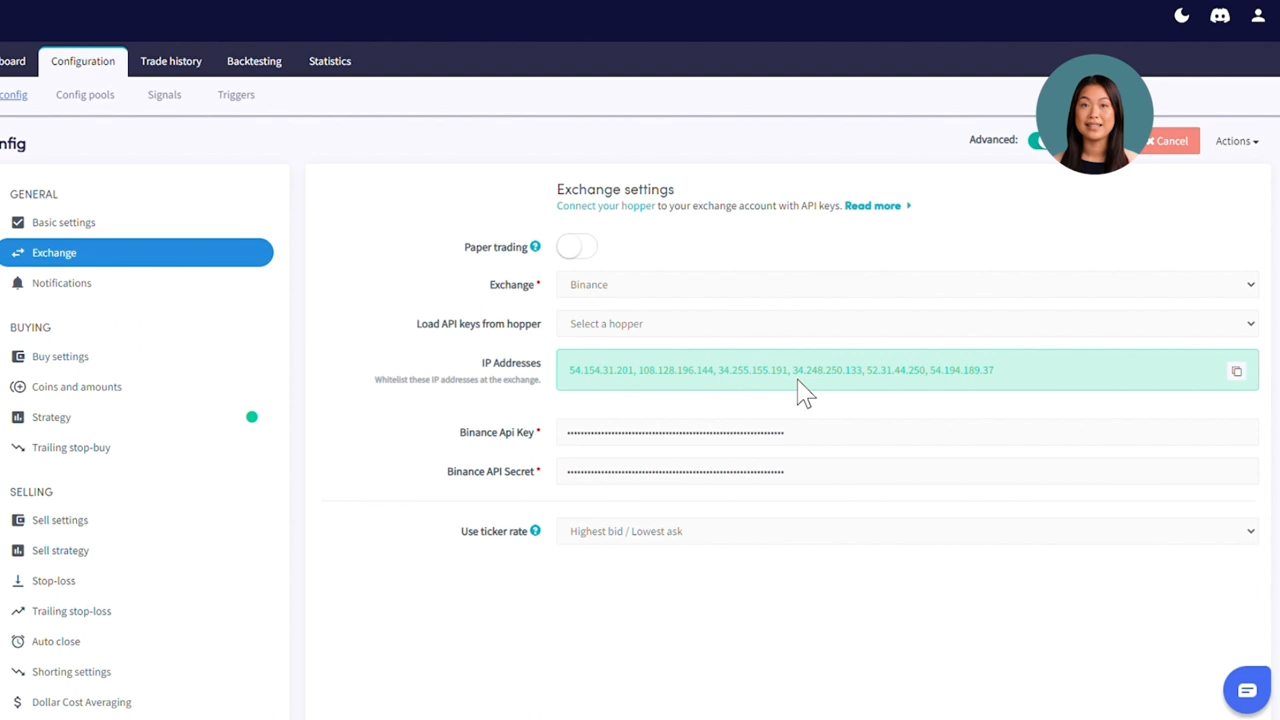 board
Configuration
Trade history
Backtesting
Statistics
config
Config pools
Signals
Triggers
nfig
Advanced:
Cancel
Actions
GENERAL
Basic settings
Exchange
Notifications
BUYING
Buy settings
Coins and amounts
Strategy
Trailing stop-buy
SELLING
Sell settings
Sell strategy
Stop-loss
Trailing stop-loss
Auto close
Shorting settings
Dollar Cost Averaging
Exchange settings
Connect your hopper to your exchange account with API keys. Read more
Paper trading
Exchange *
Binance
Load API keys from hopper
Select a hopper
IP Addresses
Whitelist these IP addresses at the exchange.
54.154.31.201, 108.128.196.144, 34.255.155.191, 34.248.250.133, 52.31.44.250, 54.194.189.37
Binance Api Key *
Binance API Secret *
Use ticker rate
Highest bid / Lowest ask